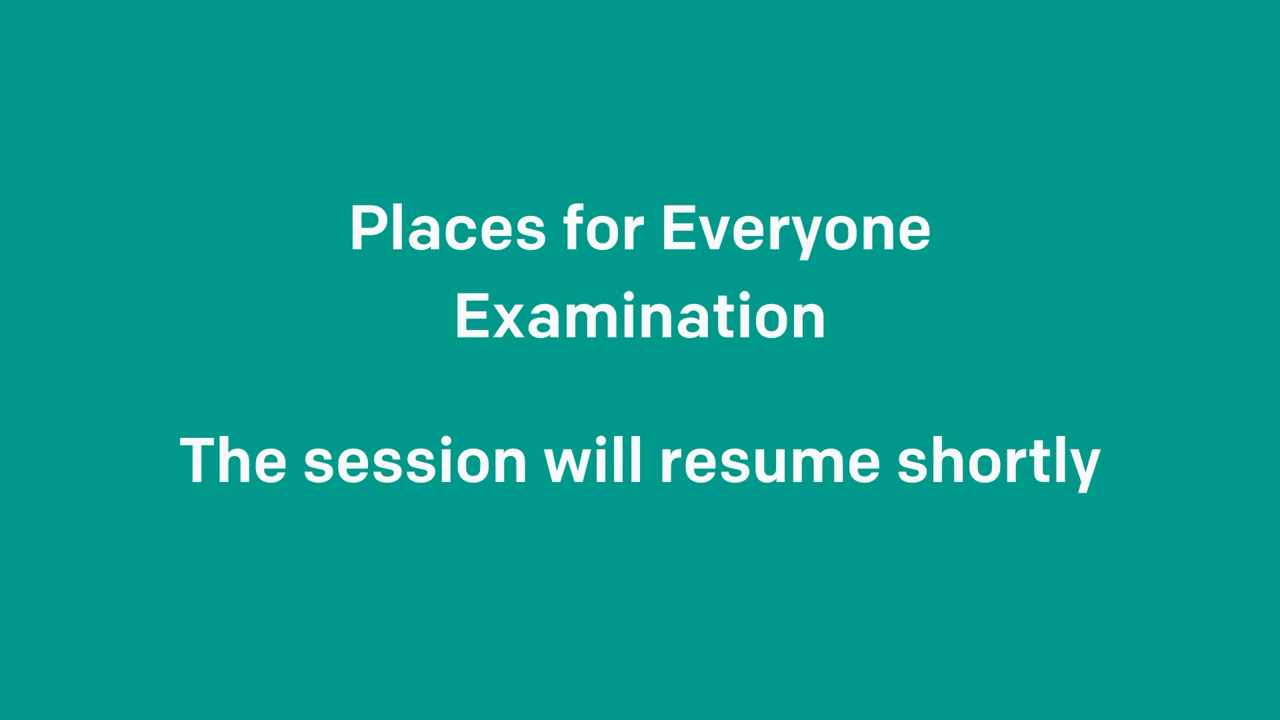 Places for Everyone
Examination
The session will resume shortly